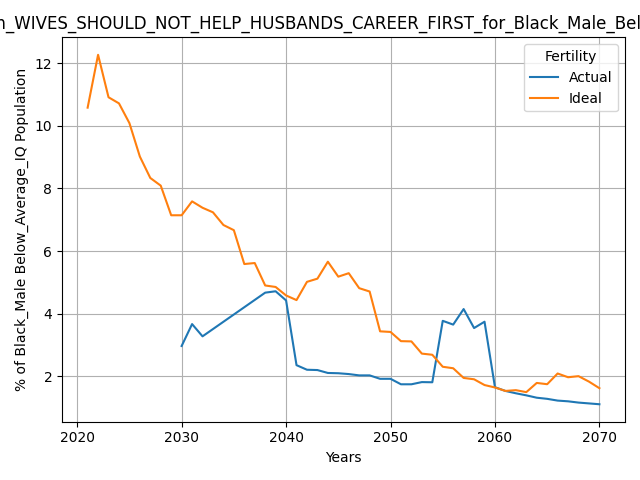 WIVES_SHOULD_NOT_HELP_HUSBANDS_CAREER_FIRST_for_Black_Male
Fertility
Actual
Ideal
% of Black_Male Below_Average_IQ Population
12
10
8
6
4
2
2020 2030 2040 2050 2060 2070
Years